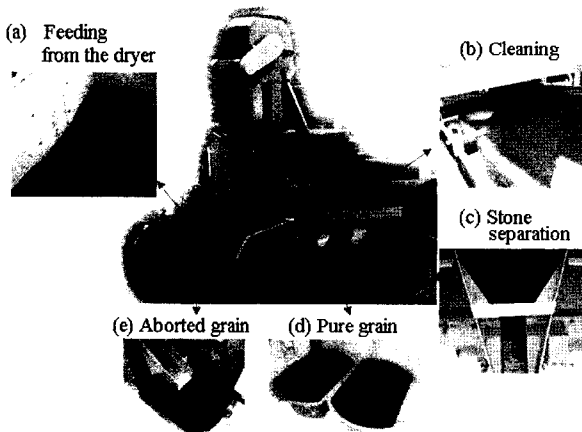 (a) Feeding
from the dryer
(b) Cleaning
(c) Stone
separation
(e) Aborted grain
(d) Pure grain